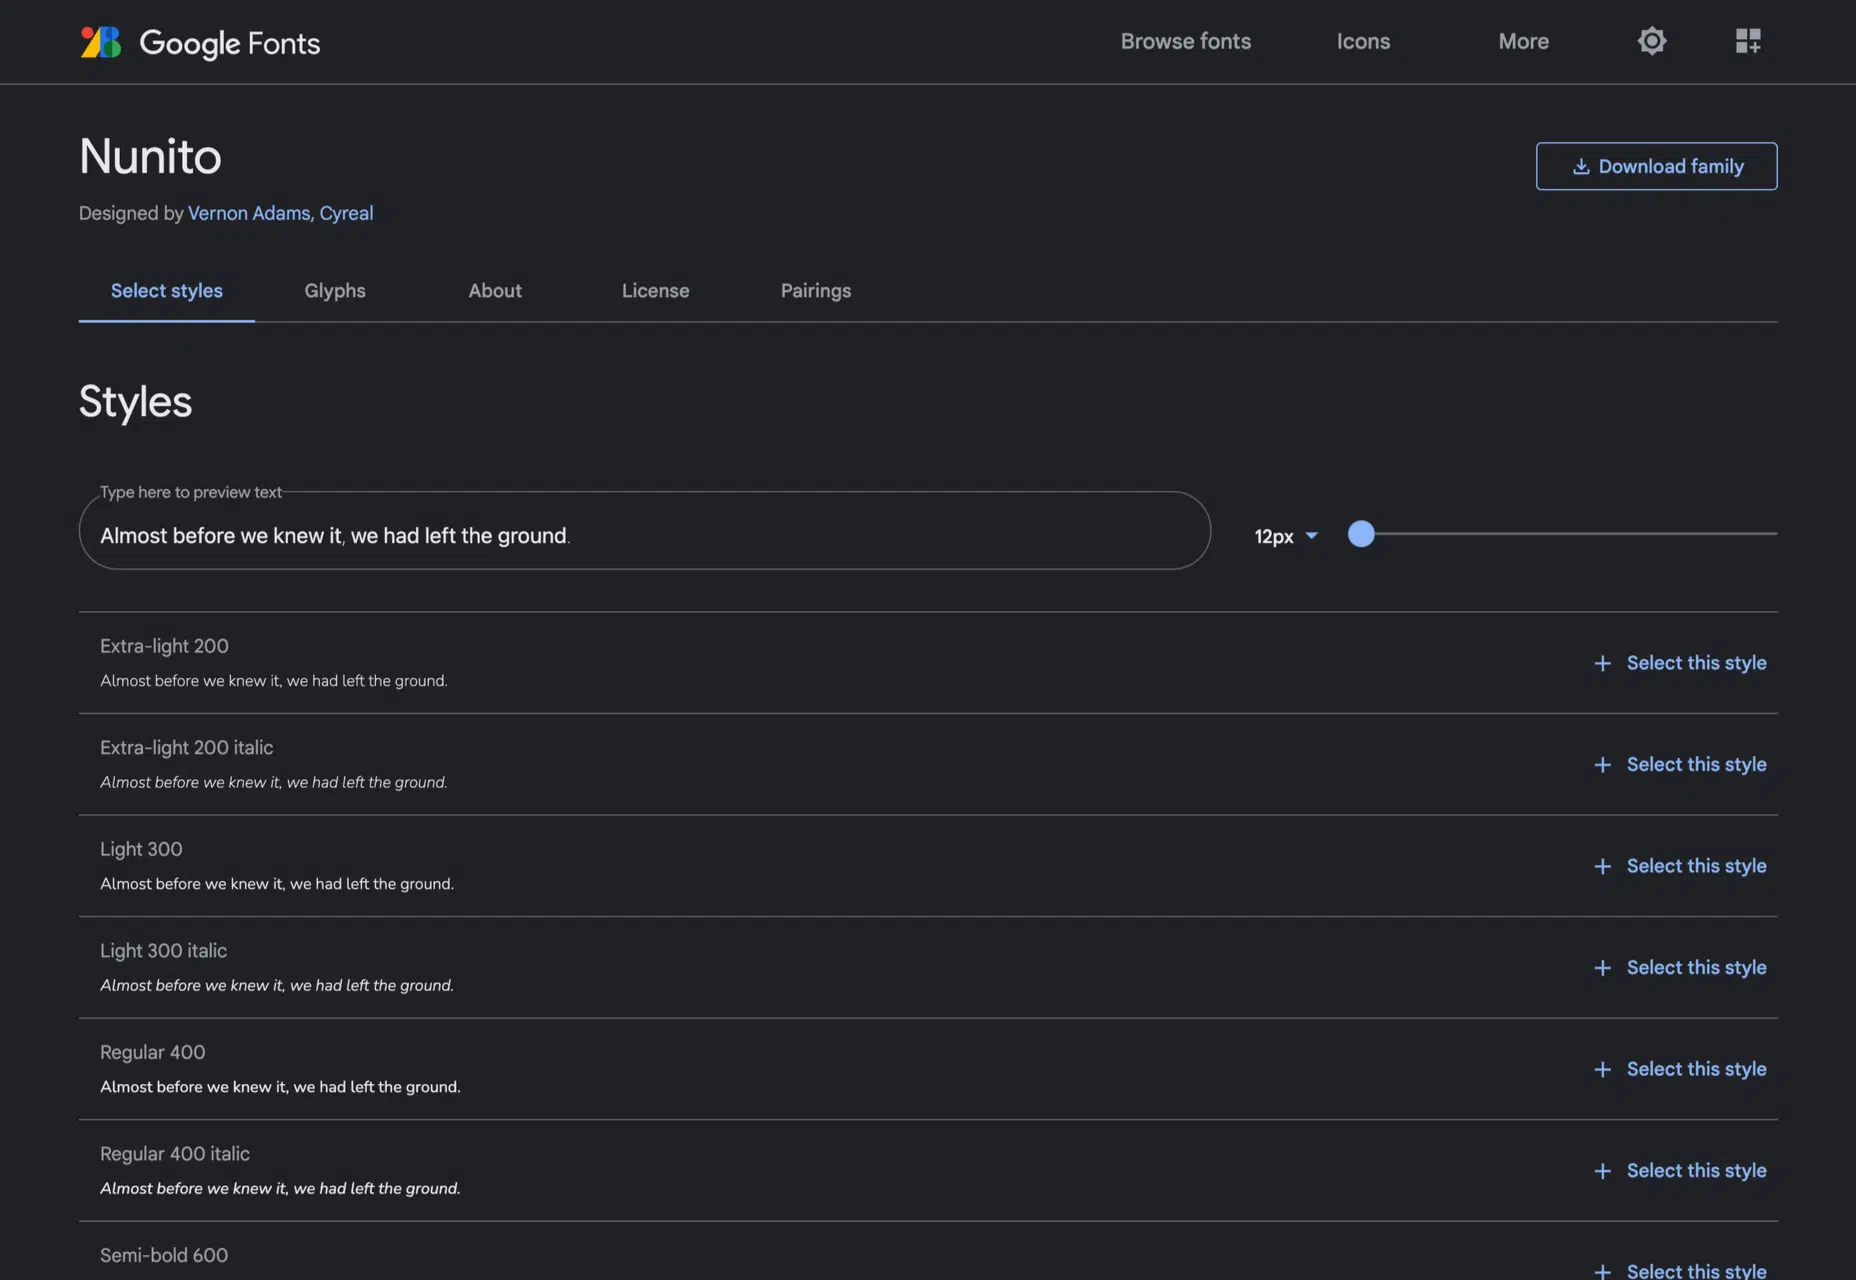 Google Fonts
Browse fonts
Icons
More
Nunito
Download family
Designed by Vernon Adams, Cyreal
Select styles
Glyphs
About
License
Pairings
Styles
Type here to preview text
Almost before we knew it, we had left the ground.
12px
Extra-light 200
Almost before we knew it, we had left the ground.
+ Select this style
Extra-light 200 italic
Almost before we knew it, we had left the ground.
+ Select this style
Light 300
Almost before we knew it, we had left the ground.
+ Select this style
Light 300 italic
Almost before we knew it, we had left the ground.
+ Select this style
Regular 400
Almost before we knew it, we had left the ground.
+ Select this style
Regular 400 italic
Almost before we knew it, we had left the ground.
+ Select this style
Semi-bold 600
+ Select this style